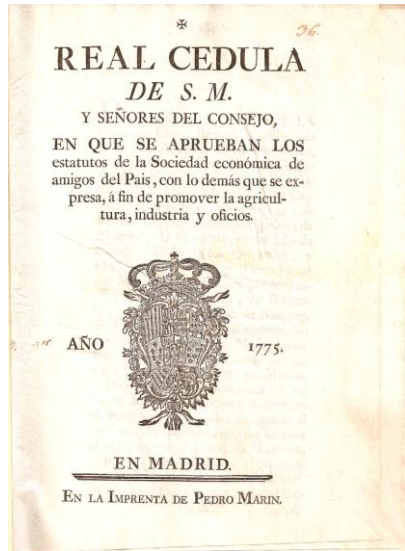 36.
REAL CEDULA
DE S. M.
Y SEÑORES DEL CONSEJO,
EN QUE SE APRUEBAN LOS
estatutos de la Sociedad económica de
amigos del Pais, con lo demás que se ex-
presa, á fin de promover la agricul-
tura, industria y oficios.
AÑO 1775.
EN MADRID.
EN LA IMPRENTA DE PEDRO MARIN.